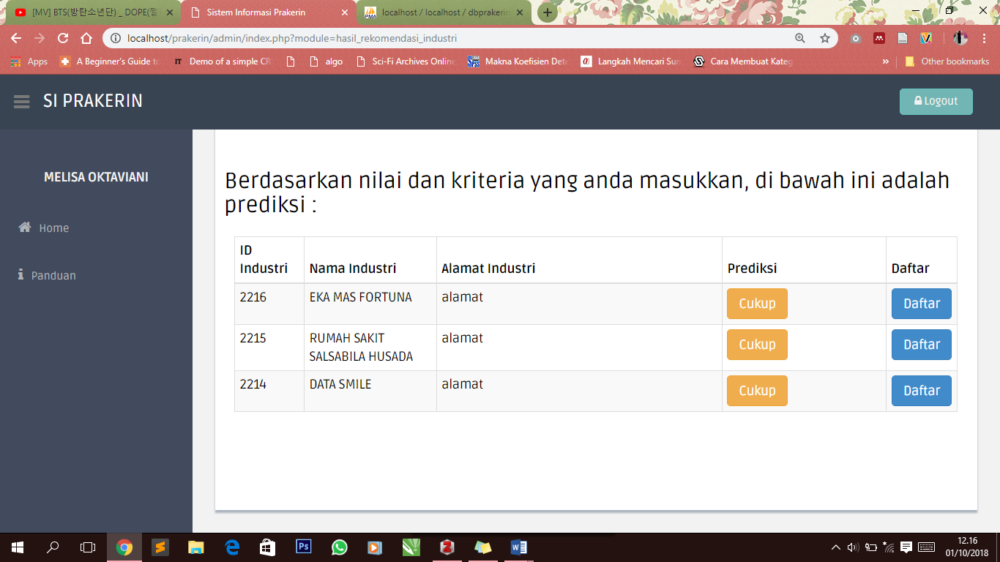 [MV] BTS(방탄소년단) _ DOPE(쩔
Sistem Informasi Prakerin
localhost / localhost / dbprakerin
localhost/prakerin/admin/index.php?module=hasil_rekomendasi_industri
Apps
A Beginner's Guide to
Demo of a simple CR
algo
Sci-Fi Archives Online
Makna Koefisien Dete
Langkah Mencari Sum
Cara Membuat Kateg
»
Other bookmarks
SI PRAKERIN
Logout
MELISA OKTAVIANI
Home
Panduan
Berdasarkan nilai dan kriteria yang anda masukkan, di bawah ini adalah
prediksi :
ID
Industri Nama Industri Alamat Industri Prediksi Daftar
2216 EKA MAS FORTUNA alamat Cukup Daftar
2215 RUMAH SAKIT alamat Cukup Daftar
SALSABILA HUSADA
2214 DATA SMILE alamat Cukup Daftar
12.16
01/10/2018